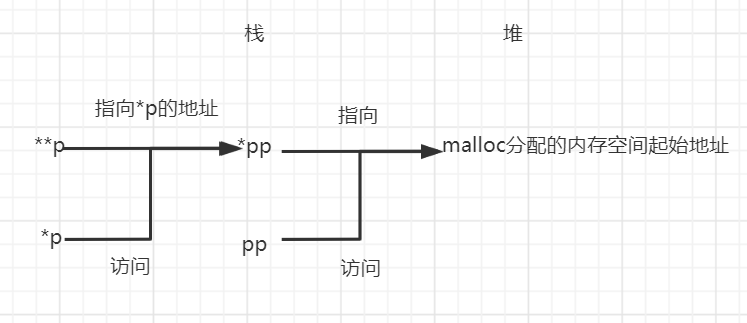 栈
堆
指向*p的地址
指向
**p
*pp
malloc分配的内存空间起始地址
*p
pp
访问
访问